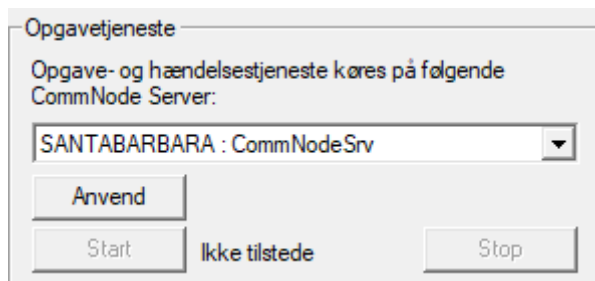 Opgavetjeneste
Opgave- og hændelsestjeneste køres på følgende
CommNode Server:
SANTABARBARA : CommNodeSrv
Anvend
Start Ikke tilstede Stop